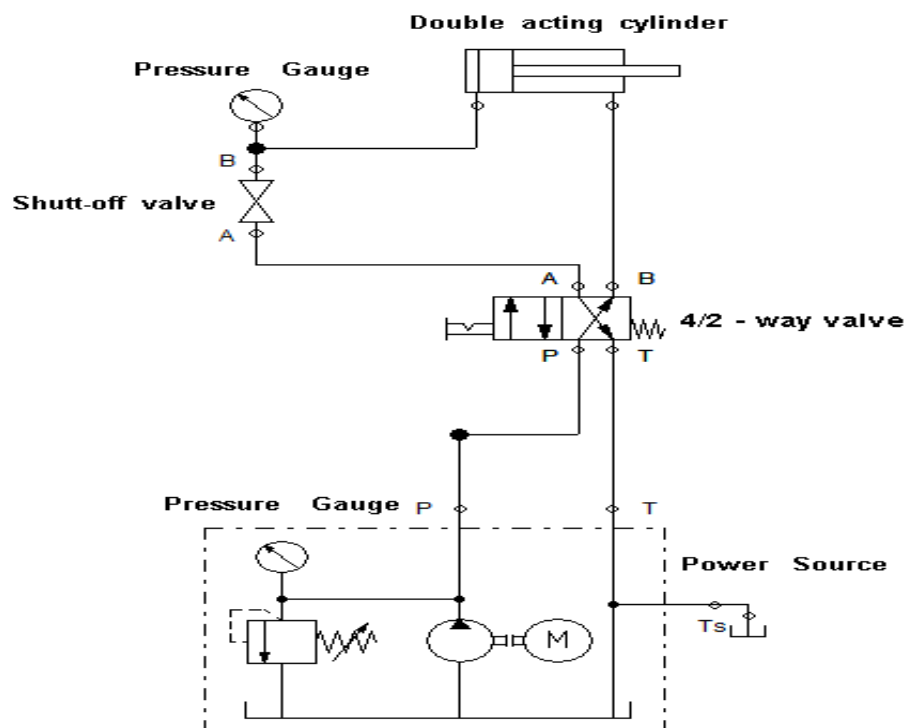 Double acting cylinder
Pressure Gauge
B
Shutt-off valve
A
A B
4/2 - way valve
P T
Pressure Gauge P T
Power Source
Ts
M